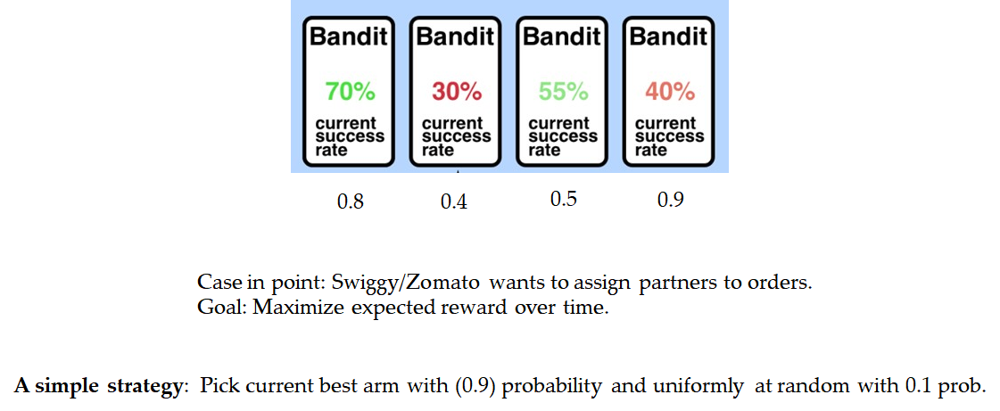 Bandit Bandit Bandit Bandit
70% 30% 55% 40%
current current current current
success success success success
rate rate rate rate
0.8 0.4 0.5 0.9
Case in point: Swiggy/Zomato wants to assign partners to orders.
Goal: Maximize expected reward over time.
A simple strategy: Pick current best arm with (0.9) probability and uniformly at random with 0.1 prob.